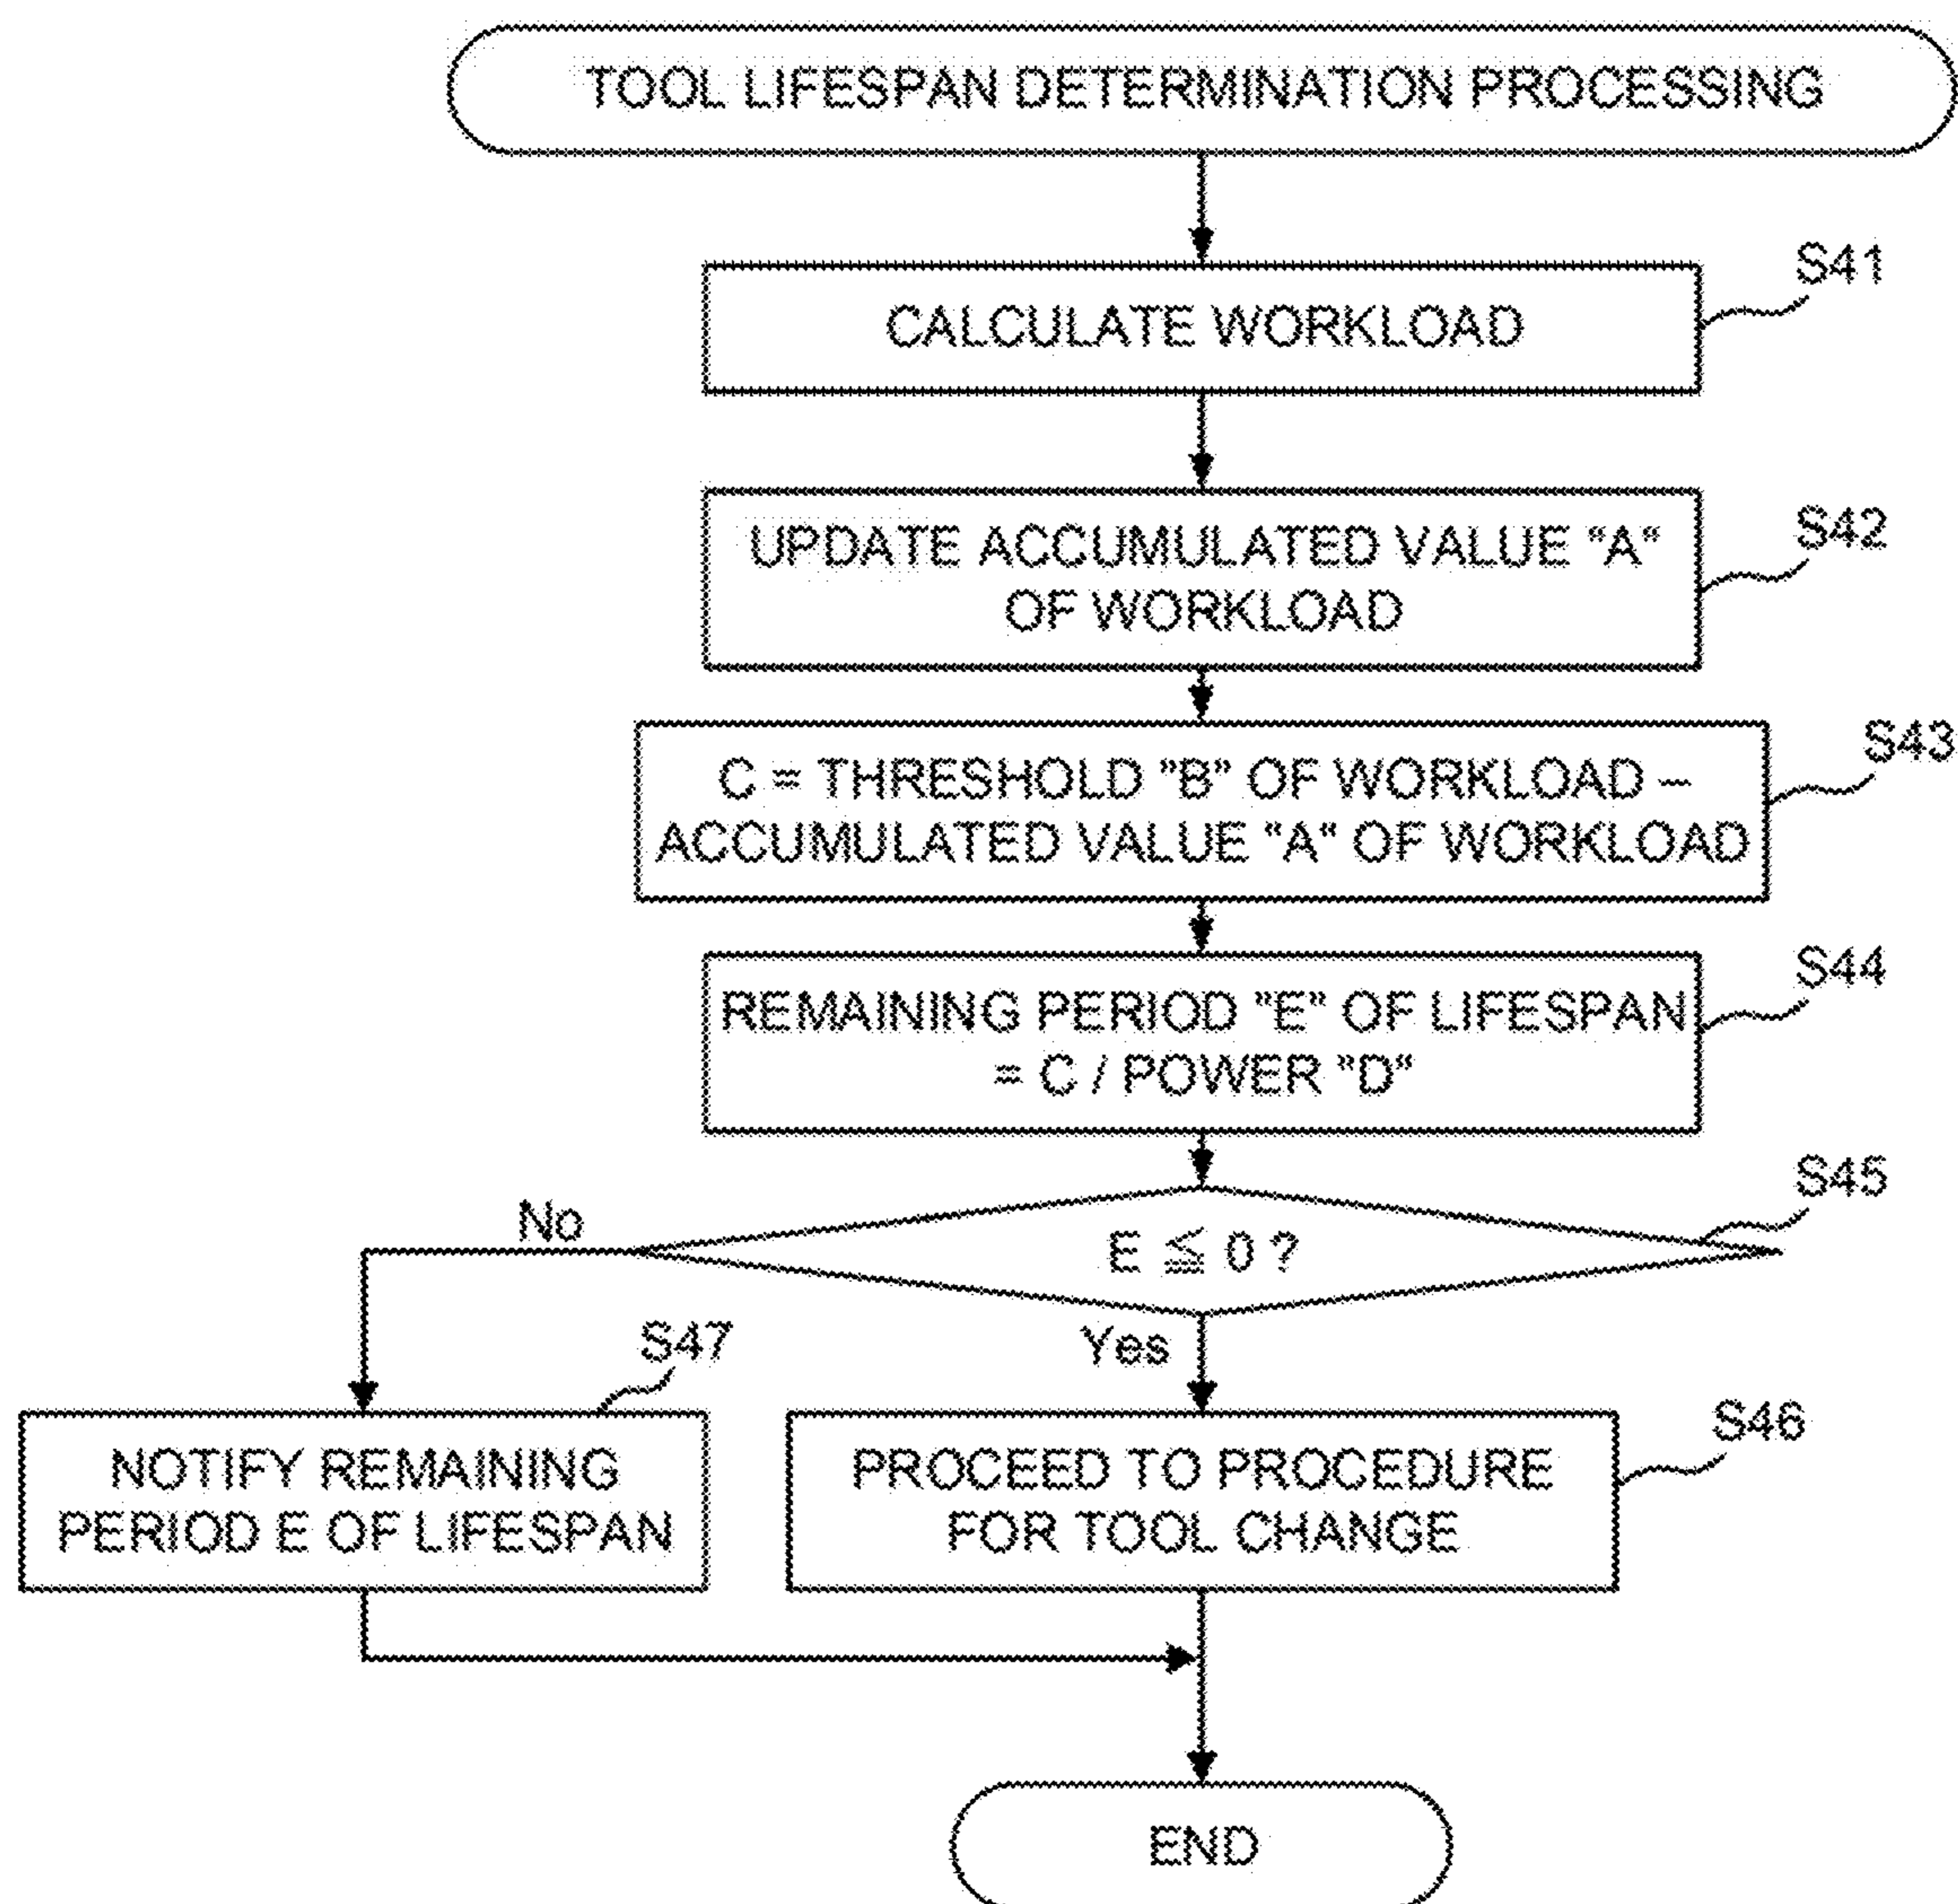 TOOL LIFESPAN DETERMINATION PROCESSING
S41
CALCULATE WORKLOAD
S42
UPDATE ACCUMULATED VALUE "A"
OF WORKLOAD
S43
C = THRESHOLD "B" OF WORKLOAD –
ACCUMULATED VALUE "A" OF WORKLOAD
S44
REMAINING PERIOD "E" OF LIFESPAN
= C / POWER "D"
S45
No
E ≦ 0 ?
S47
Yes
S46
NOTIFY REMAINING
PERIOD E OF LIFESPAN
PROCEED TO PROCEDURE
FOR TOOL CHANGE
END